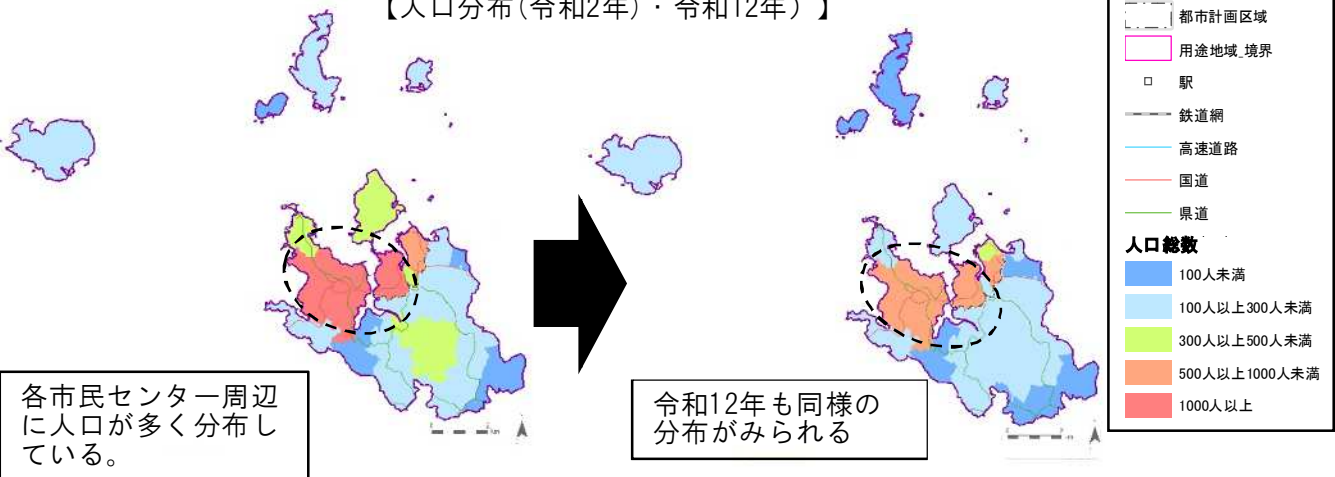 【人口分布(令和2年)・令和12年)】
都市計画区域
用途地域_境界
駅
鉄道網
高速道路
国道
県道
人口総数
100人未満
100人以上300人未満
300人以上500人未満
500人以上1000人未満
1000人以上
各市民センター周辺
に人口が多く分布し
ている。
令和12年も同様の
分布がみられる